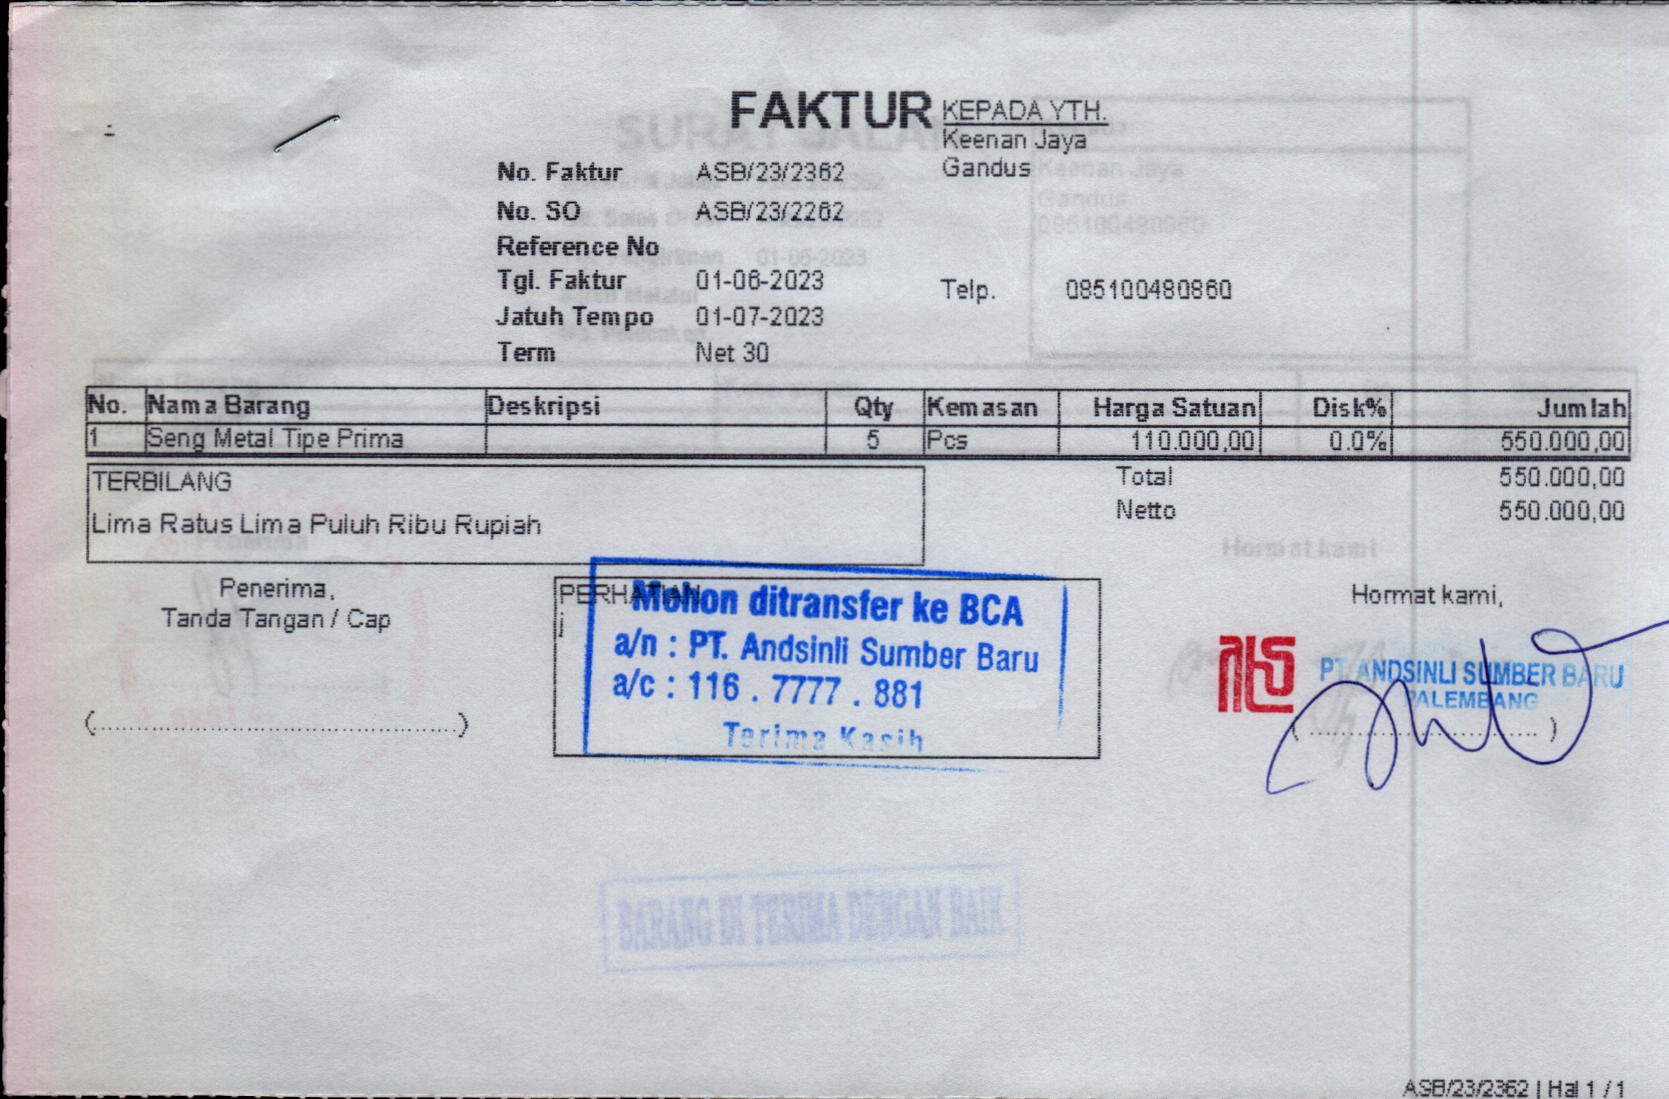 FAKTUR
KEPADA YTH.
Keenan Jaya
Gandus
No. Faktur ASB/23/2362
No. SO ASB/23/2262
Reference No
Tgl. Faktur 01-06-2023
Telp. 085100480860
Jatuh Tempo 01-07-2023
Term Net 30
No. Nama Barang Deskripsi Qty Kemasan Harga Satuan Disk% Jumlah
1 Seng Metal Tipe Prima 5 Pcs 110.000,00 0.0% 550.000,00
TERBILANG
Lima Ratus Lima Puluh Ribu Rupiah
Total 550.000,00
Netto 550.000,00
Penerima,
Tanda Tangan / Cap
(..............................................)
PERHATIAN
j
Mohon ditransfer ke BCA
a/n : PT. Andsinli Sumber Baru
a/c : 116 . 7777 . 881
Terima Kasih
Hormat kami,
PT. ANDSINLI SUMBER BARU
PALEMBANG
(..............................)
BARANG DI TERIMA DENGAN BAIK
ASB/23/2362 | Hal 1 / 1